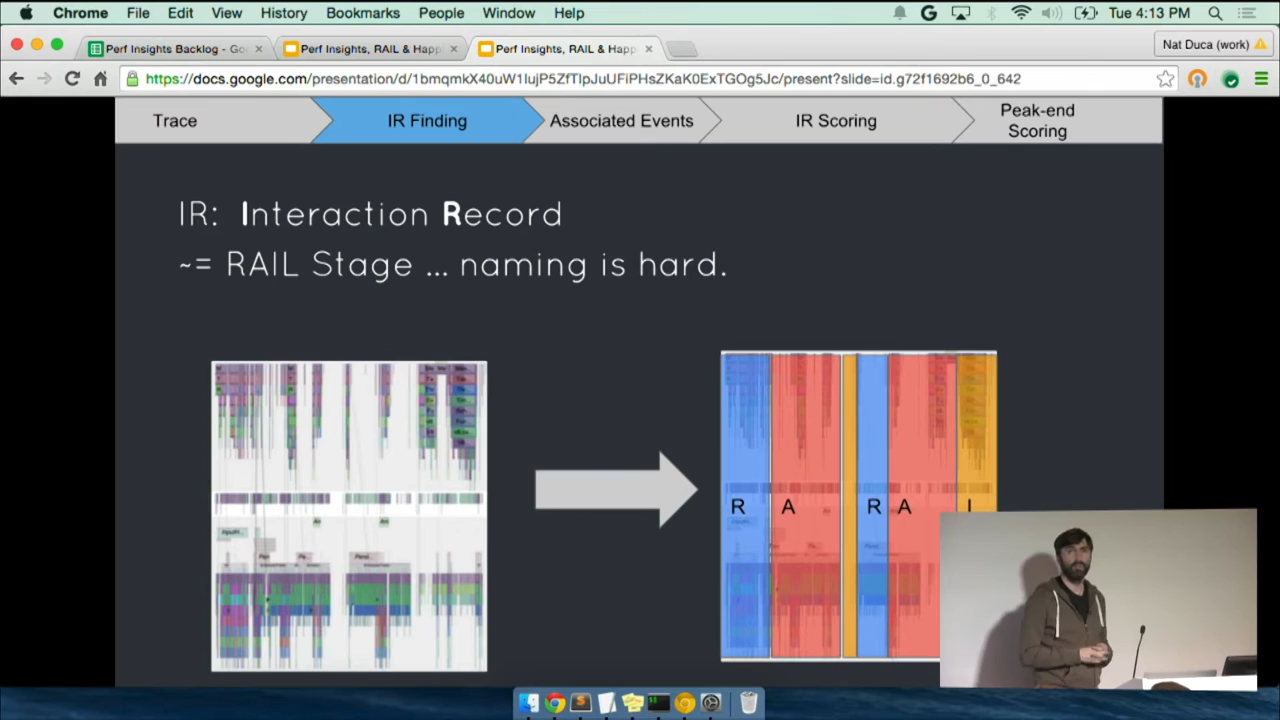 Chrome File Edit View History Bookmarks People Window Help Tue 4:13 PM
Perf Insights Backlog - Go
Perf Insights, RAIL & Happ
Perf Insights, RAIL & Happ
Nat Duca (work)
https://docs.google.com/presentation/d/1bmqmkX40uW1lujP5ZfTlpJuUFiPHsZKaK0ExTGOg5Jc/present?slide=id.g72f1692b6_0_642
Trace
IR Finding
Associated Events
IR Scoring
Peak-end
Scoring
IR: Interaction Record
~= RAIL Stage ... naming is hard.
R A R A I